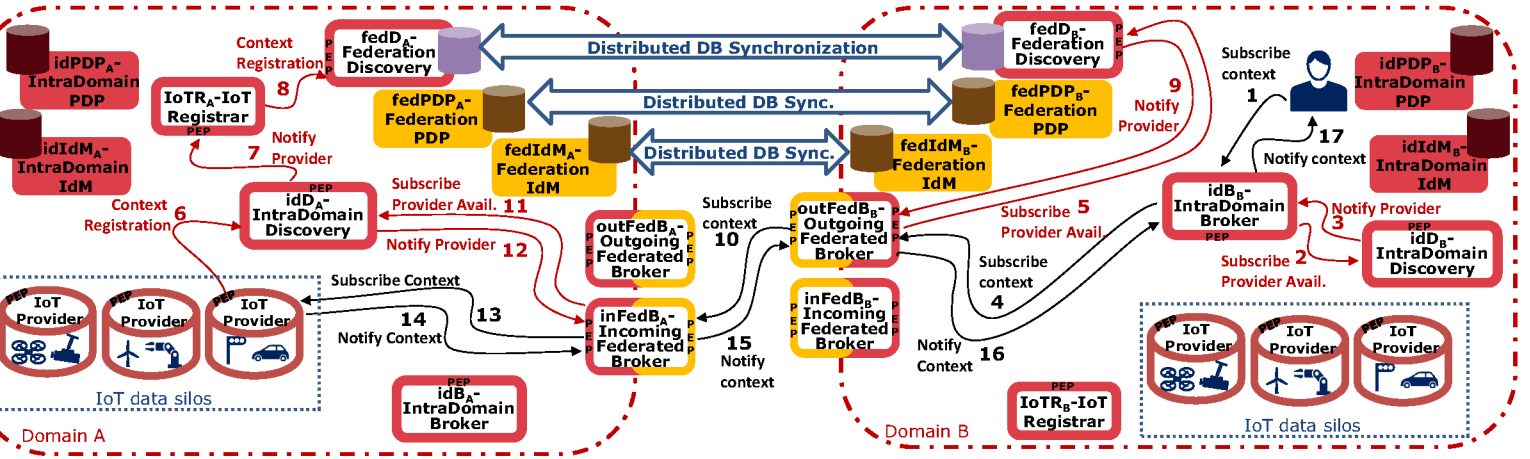 idPDPA-
IntraDomain
PDP
idIdMA-
IntraDomain
IdM
Context
Registration
8
PEP
fedDA-
Federation
Discovery
IoTRA-IoT
Registrar
PEP
7
Notify
Provider
fedPDPA-
Federation
PDP
fedIdMA-
Federation
IdM
Distributed DB Synchronization
Distributed DB Sync.
Distributed DB Sync.
fedDB-
Federation
Discovery
PEP
fedPDPB-
Federation
PDP
fedIdMB-
Federation
IdM
9
Notify
Provider
Subscribe
context
1
17
Notify context
idPDPB-
IntraDomain
PDP
idIdMB-
IntraDomain
IdM
Context
Registration
6
PEP
idDA-
IntraDomain
Discovery
Subscribe
Provider Avail. 11
Notify Provider
12
PEP
outFedBA-
Outgoing
Federated
Broker
PEP
Subscribe
context
10
PEP
outFedBB-
Outgoing
Federated
Broker
PEP
Subscribe
5
Provider Avail.
idBB-
IntraDomain
Broker
PEP
Notify Provider
3
PEP
idDB-
IntraDomain
Discovery
Subscribe 2
Provider Avail.
Subscribe
context
4
Subscribe Context
13
14
Notify Context
PEP
inFedBA-
Incoming
Federated
Broker
PEP
15
Notify
context
inFedBB-
Incoming
Federated
Broker
PEP
Notify
Context
16
PEP
IoT
Provider
PEP
IoT
Provider
PEP
IoT
Provider
IoT data silos
PEP
idBA-
IntraDomain
Broker
Domain A
Domain B
PEP
IoTRB-IoT
Registrar
PEP
IoT
Provider
PEP
IoT
Provider
PEP
IoT
Provider
IoT data silos